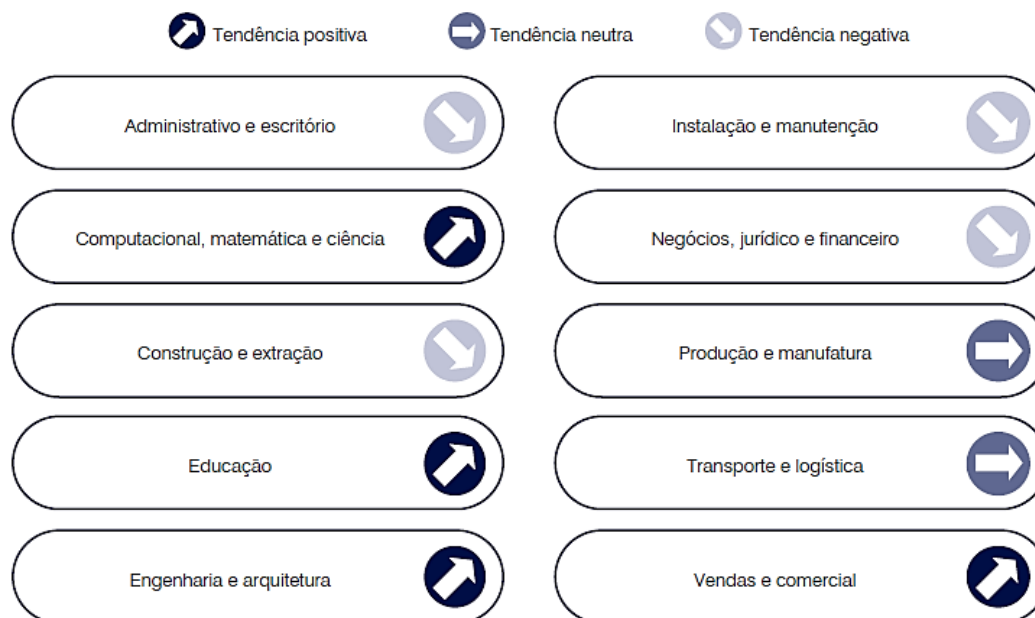 Tendência positiva Tendência neutra Tendência negativa
Administrativo e escritório
Instalação e manutenção
Computacional, matemática e ciência
Negócios, jurídico e financeiro
Construção e extração
Produção e manufatura
Educação
Transporte e logística
Engenharia e arquitetura
Vendas e comercial